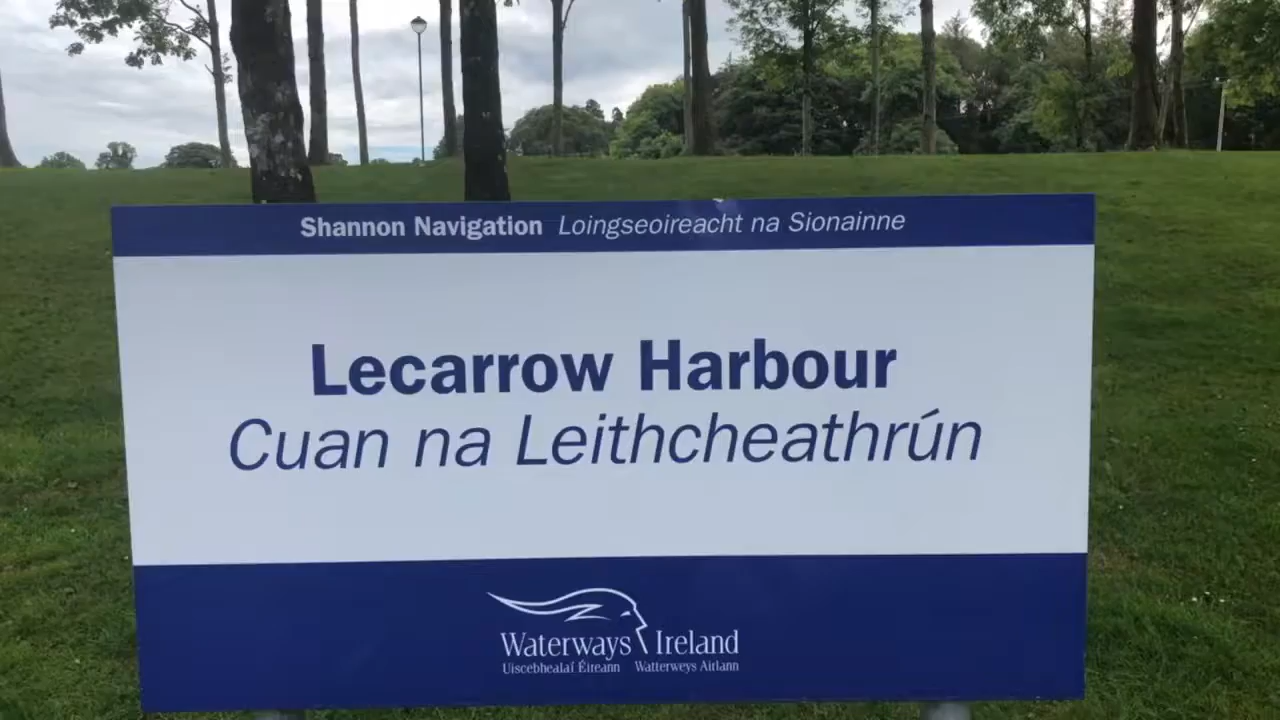 Shannon Navigation Loingseoireacht na Sionainne
Lecarrow Harbour
Cuan na Leithcheathrún
Waterways Ireland
Uiscebhealaí Éireann Watterweys Airlann